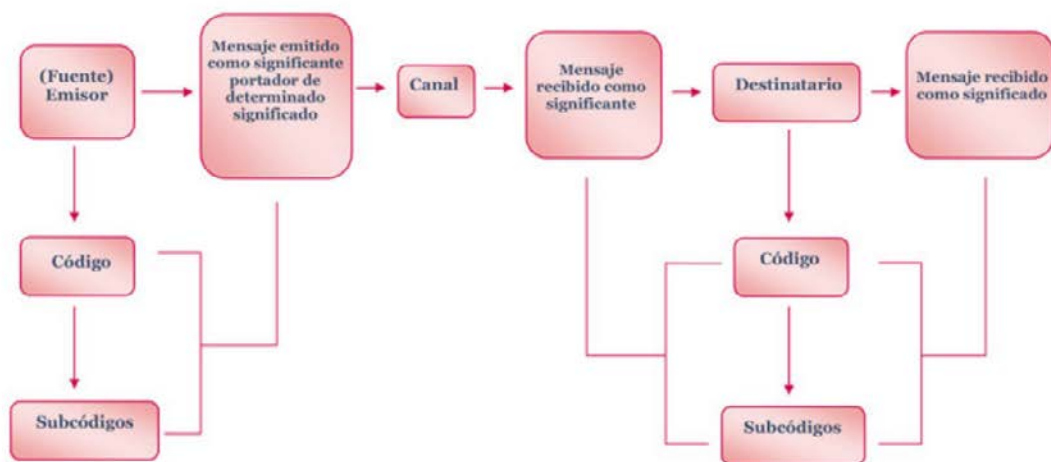 (Fuente)
Emisor
Mensaje emitido
como significante
portador de
determinado
significado
Canal
Mensaje
recibido como
significante
Destinatario
Mensaje recibido
como significado
Código
Subcódigos
Código
Subcódigos